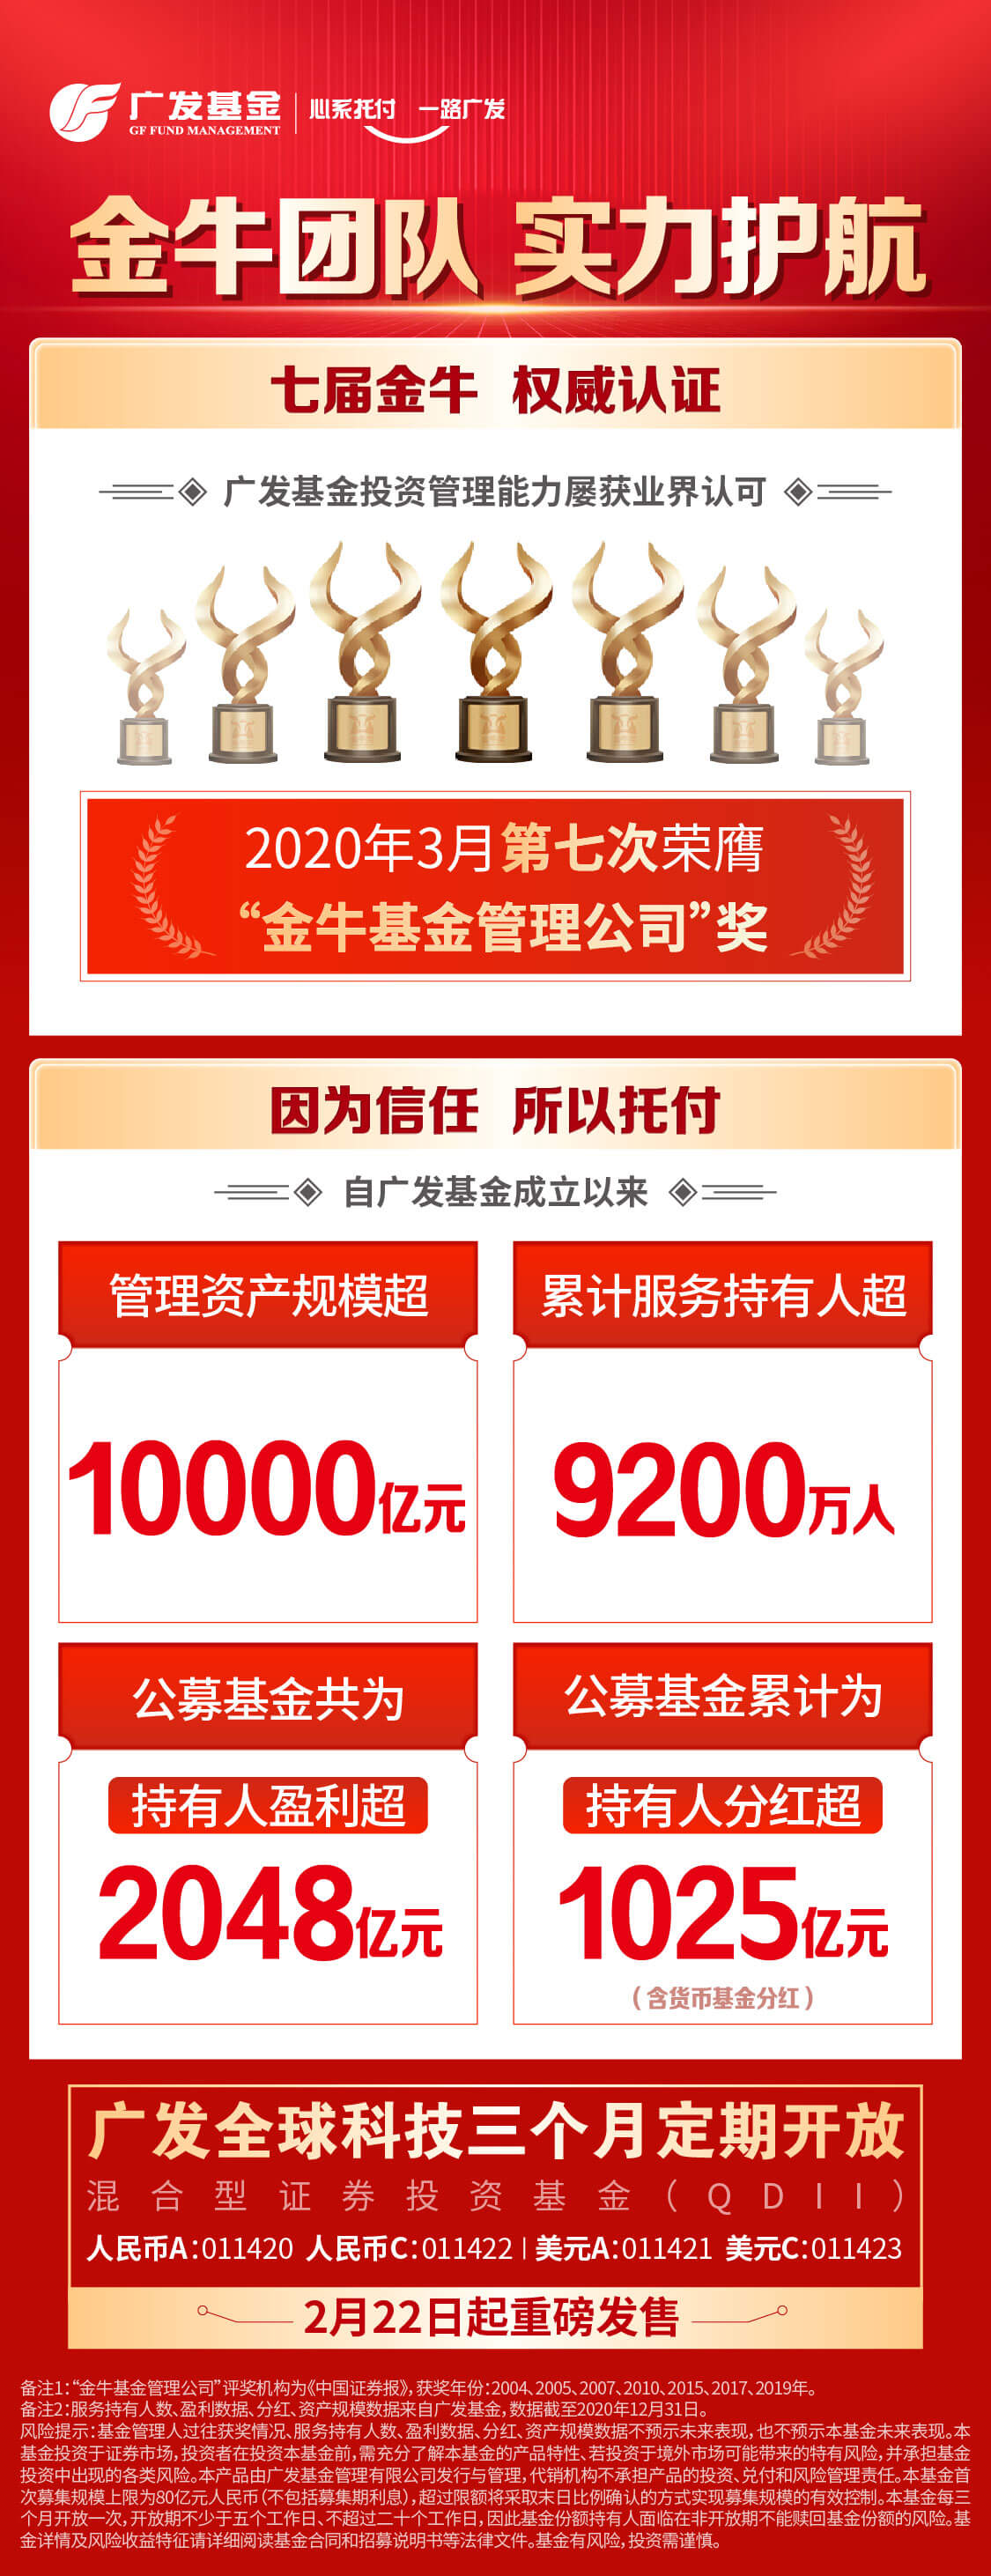 广发基金
GF FUND MANAGEMENT
心系托付 一路广发
金牛团队 实力护航
七届金牛 权威认证
广发基金投资管理能力屡获业界认可
2020年3月第七次荣膺
“金牛基金管理公司”奖
因为信任 所以托付
自广发基金成立以来
管理资产规模超
10000亿元
累计服务持有人超
9200万人
公募基金共为
持有人盈利超
2048亿元
公募基金累计为
持有人分红超
1025亿元
(含货币基金分红)
广发全球科技三个月定期开放
混合型证券投资基金(QDII)
人民币A:011420 人民币C:011422 | 美元A:011421 美元C:011423
2月22日起重磅发售
备注1:“金牛基金管理公司”评奖机构为《中国证券报》,获奖年份:2004、2005、2007、2010、2015、2017、2019年。
备注2:服务持有人数、盈利数据、分红、资产规模数据来自广发基金,数据截至2020年12月31日。
风险提示:基金管理人过往获奖情况、服务持有人数、盈利数据、分红、资产规模数据不预示未来表现,也不预示本基金未来表现。本
基金投资于证券市场,投资者在投资本基金前,需充分了解本基金的产品特性、若投资于境外市场可能带来的特有风险,并承担基金
投资中出现的各类风险。本产品由广发基金管理有限公司发行与管理,代销机构不承担产品的投资、兑付和风险管理责任。本基金首
次募集规模上限为80亿元人民币(不包括募集期利息),超过限额将采取末日比例确认的方式实现募集规模的有效控制。本基金每三
个月开放一次,开放期不少于五个工作日、不超过二十个工作日,因此基金份额持有人面临在非开放期不能赎回基金份额的风险。基
金详情及风险收益特征请详细阅读基金合同和招募说明书等法律文件。基金有风险,投资需谨慎。